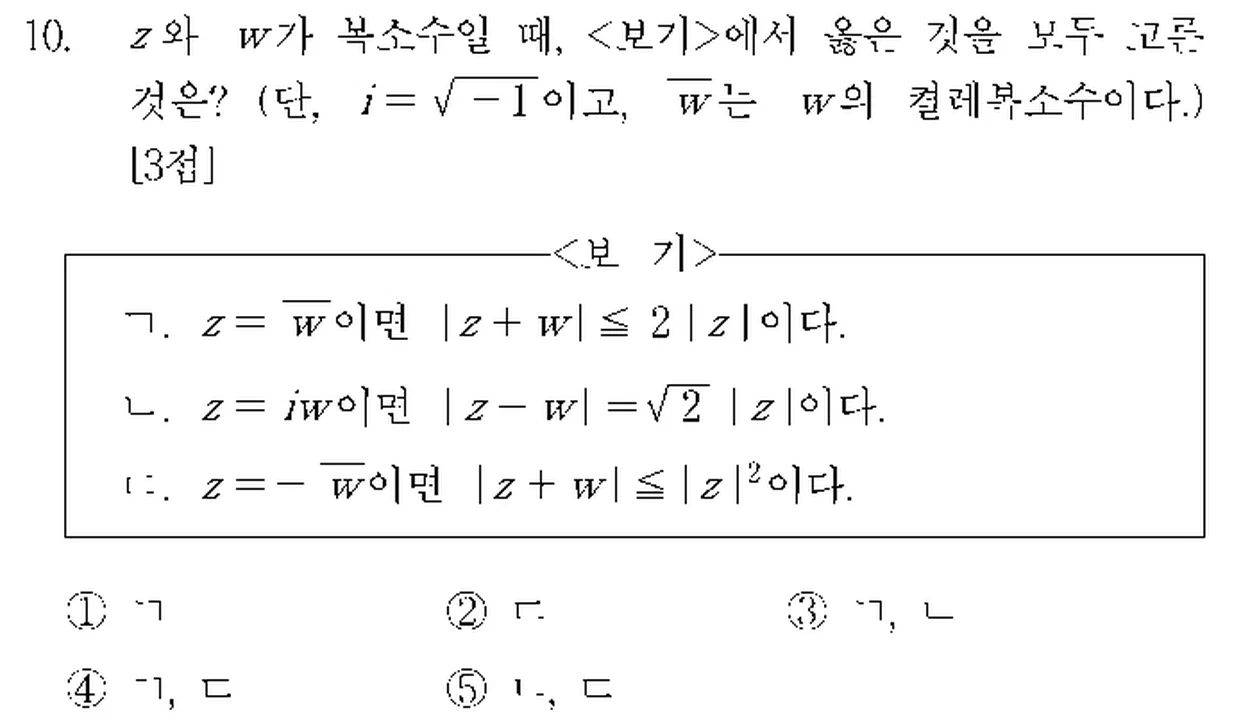 10. z와 w가 복소수일 때, <보기>에서 옳은 것을 모두 고른
것은? (단, i = √-1이고, w̅는 w의 켤레복소수이다.)
[3점]
<보 기>
ㄱ. z = w̅이면 |z + w| ≦ 2|z|이다.
ㄴ. z = iw이면 |z - w| = √2 |z|이다.
ㄷ. z = - w̅이면 |z + w| ≦ |z|²이다.
① ㄱ ② ㄷ ③ ㄱ, ㄴ
④ ㄱ, ㄷ ⑤ ㄴ, ㄷ